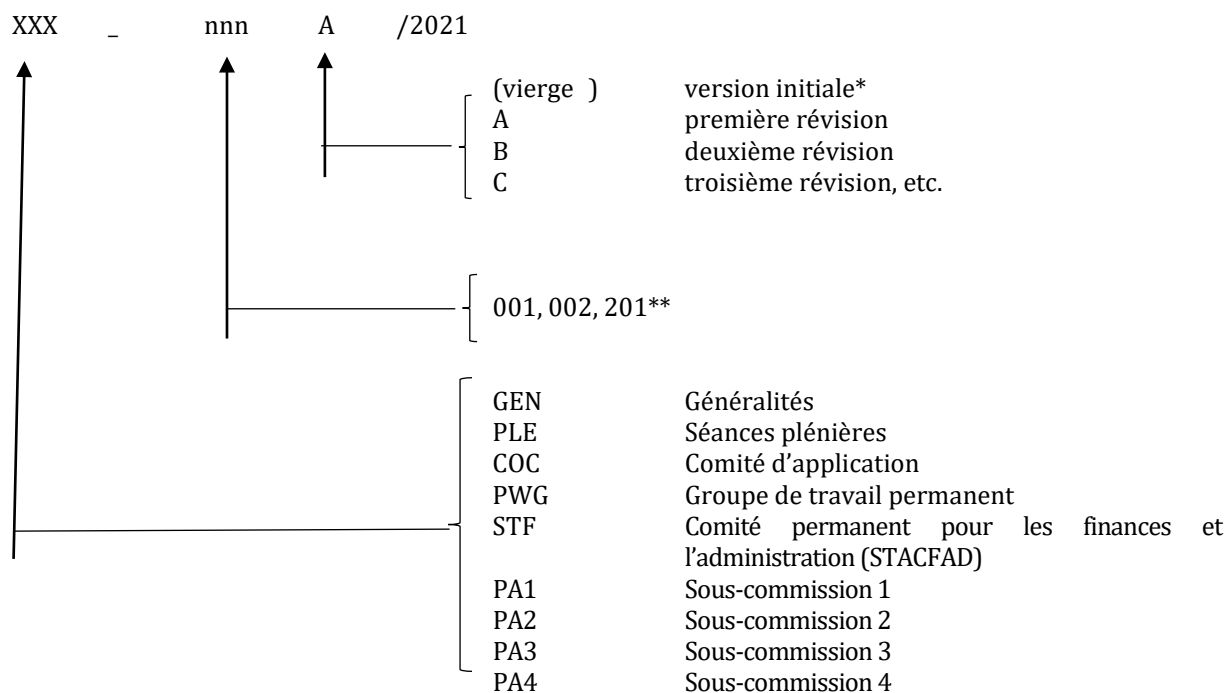 XXX _ nnn A /2021
(vierge ) version initiale*
A première révision
B deuxième révision
C troisième révision, etc.
001, 002, 201**
GEN Généralités
PLE Séances plénières
COC Comité d’application
PWG Groupe de travail permanent
STF Comité permanent pour les finances et
l’administration (STACFAD)
PA1 Sous-commission 1
PA2 Sous-commission 2
PA3 Sous-commission 3
PA4 Sous-commission 4